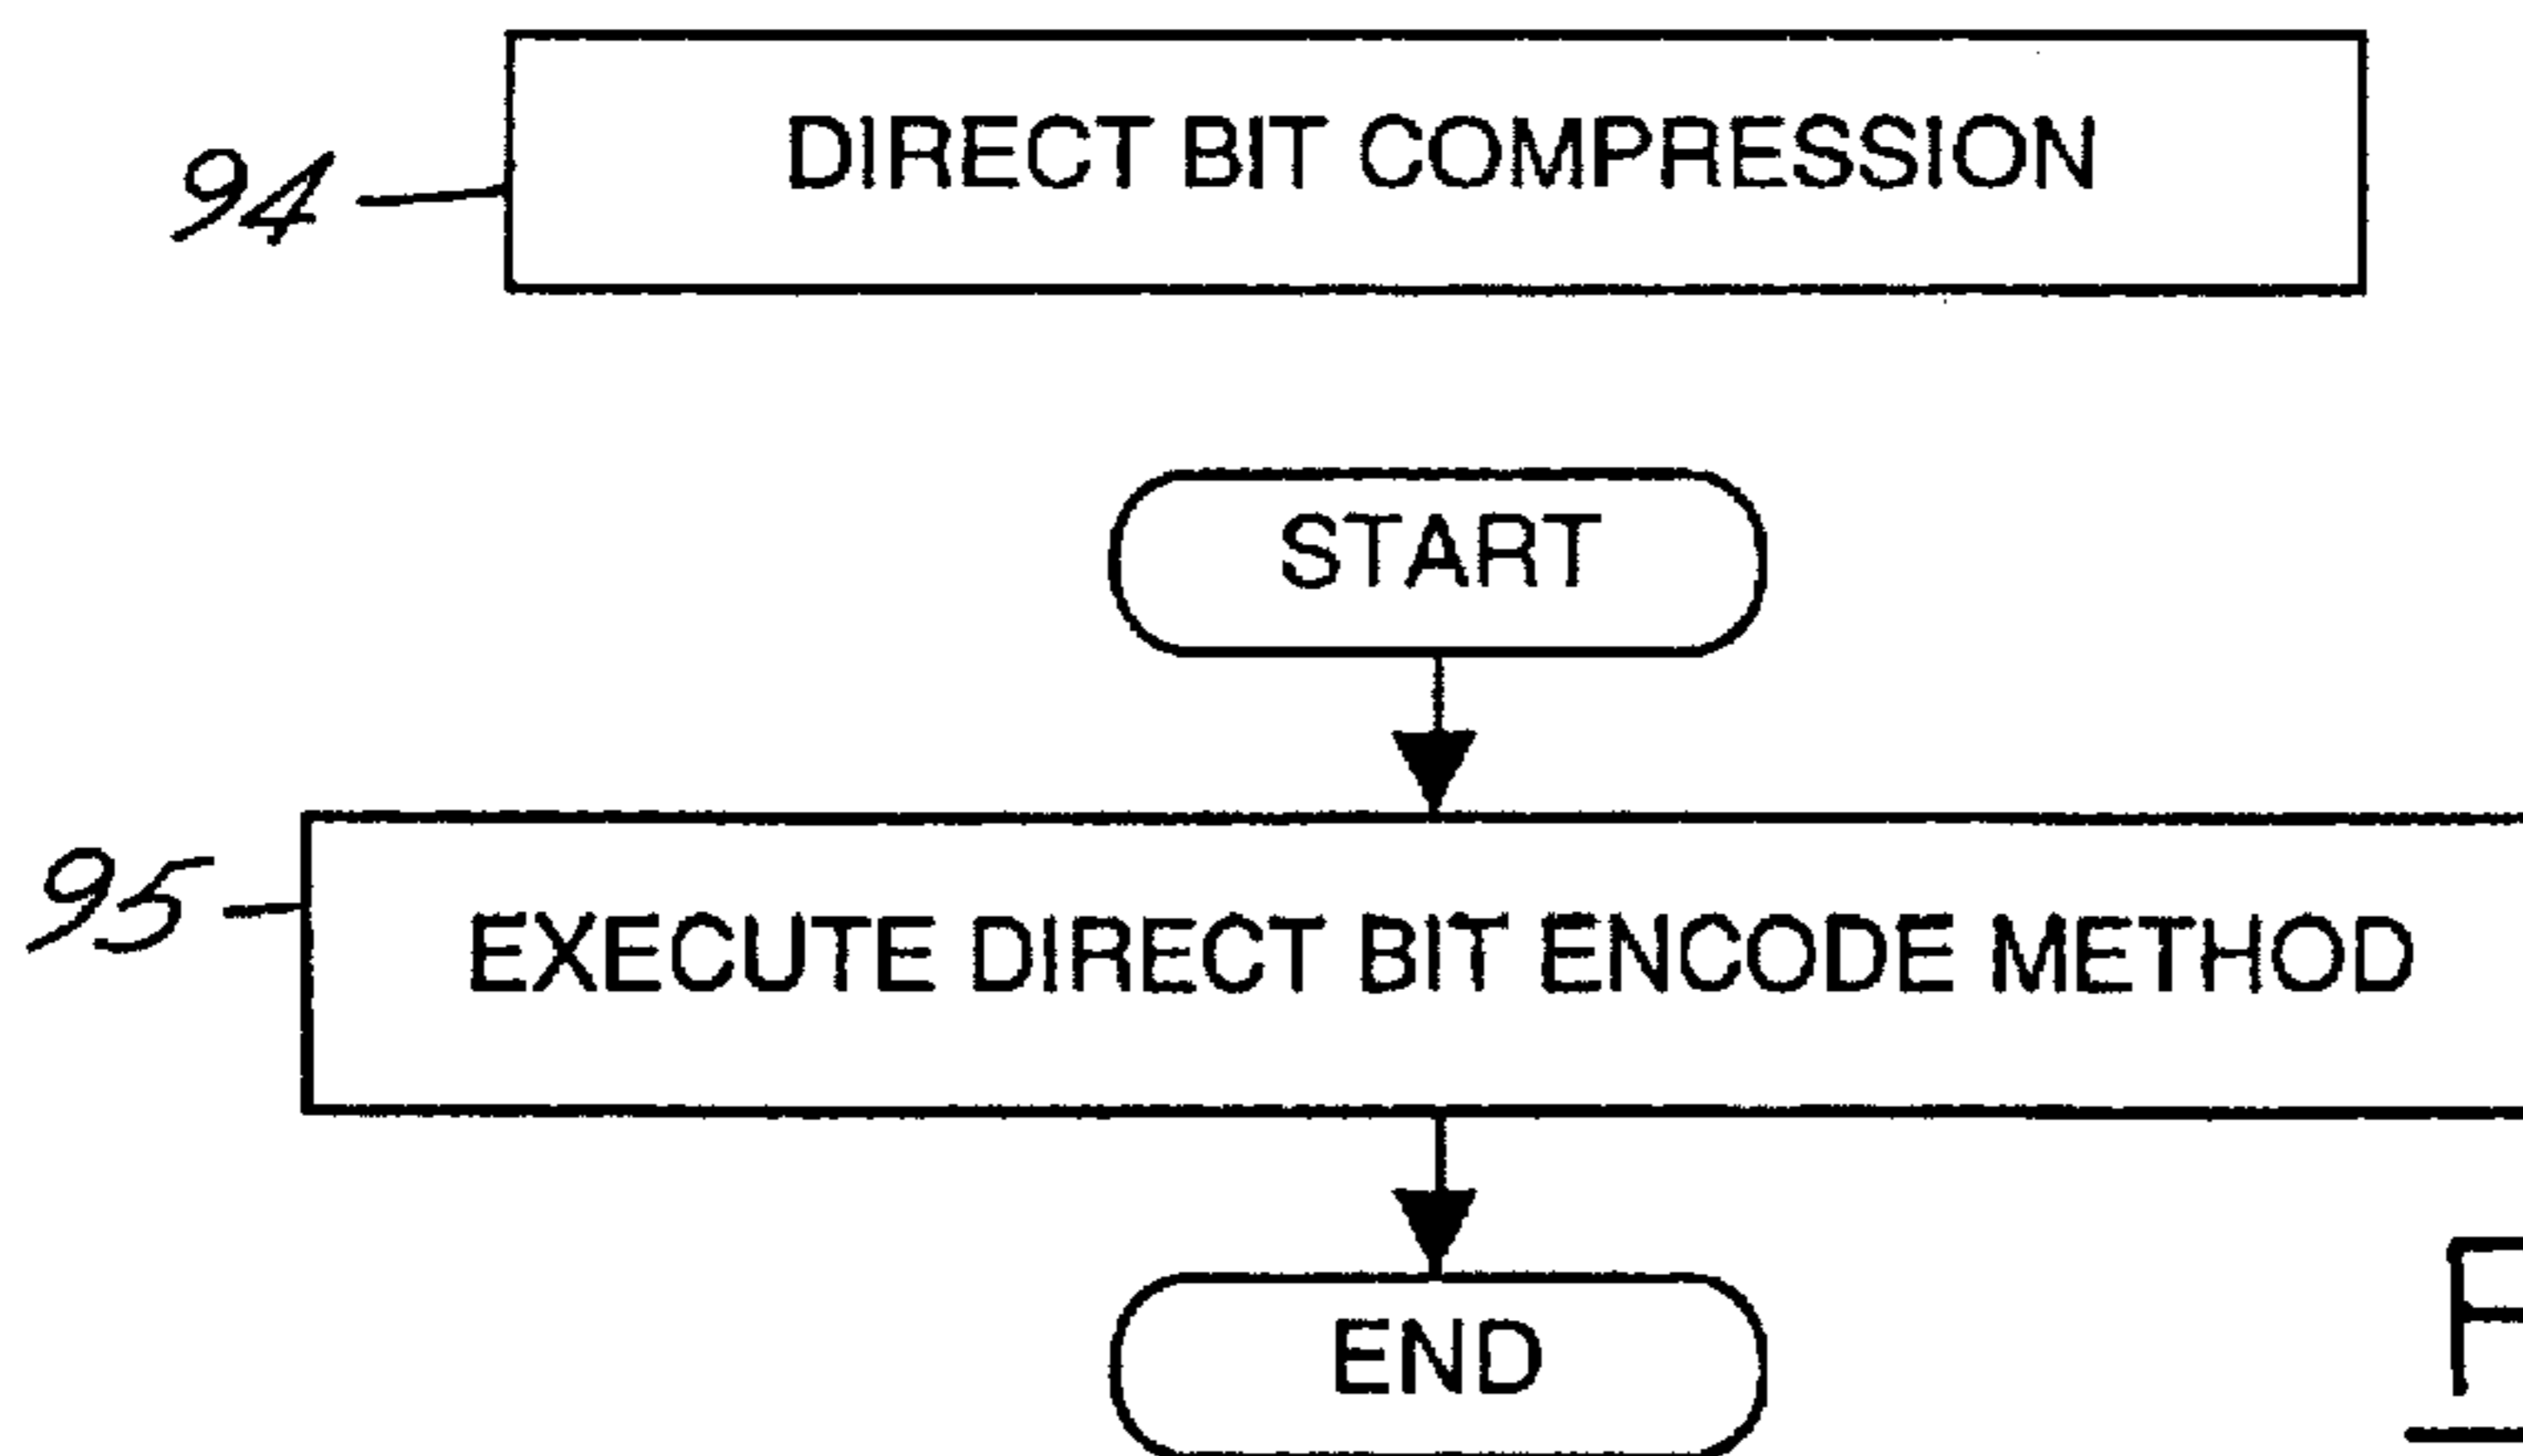 94
DIRECT BIT COMPRESSION
START
95
EXECUTE DIRECT BIT ENCODE METHOD
END
F